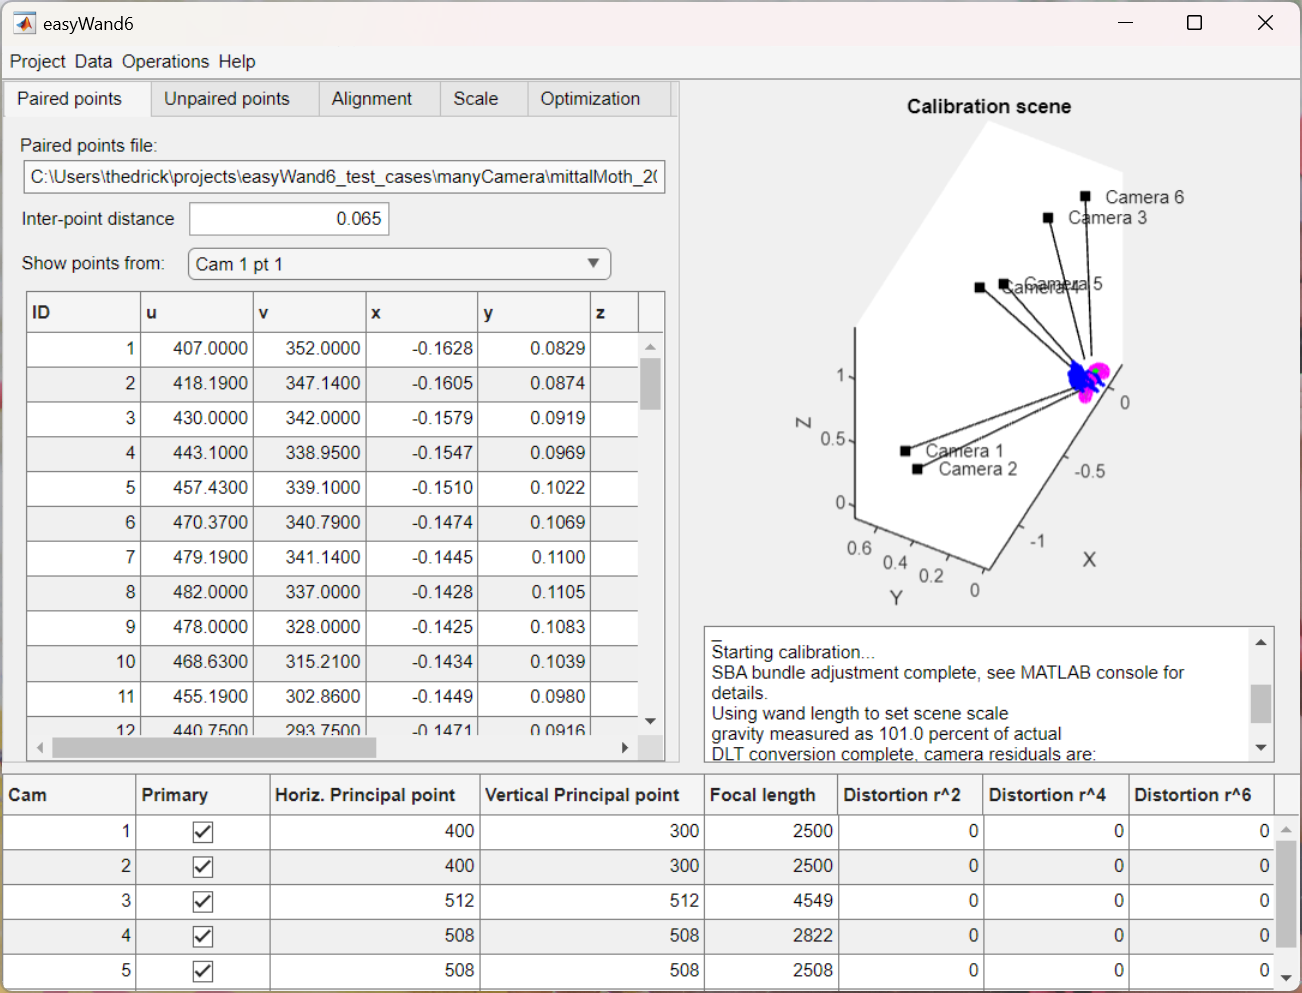 easyWand6
Project Data Operations Help
Paired points Unpaired points Alignment Scale Optimization
Paired points file:
C:\Users\thedrick\projects\easyWand6_test_cases\manyCamera\mittalMoth_20
Inter-point distance 0.065
Show points from: Cam 1 pt 1
ID u v x y z
1 407.0000 352.0000 -0.1628 0.0829
2 418.1900 347.1400 -0.1605 0.0874
3 430.0000 342.0000 -0.1579 0.0919
4 443.1000 338.9500 -0.1547 0.0969
5 457.4300 339.1000 -0.1510 0.1022
6 470.3700 340.7900 -0.1474 0.1069
7 479.1900 341.1400 -0.1445 0.1100
8 482.0000 337.0000 -0.1428 0.1105
9 478.0000 328.0000 -0.1425 0.1083
10 468.6300 315.2100 -0.1434 0.1039
11 455.1900 302.8600 -0.1449 0.0980
12 440.7500 293.7500 -0.1471 0.0916
Calibration scene
Camera 6
Camera 3
Camera 5
Camera 4
Camera 1
Camera 2
Z
1
0.5
0
0.6
0.4
0.2
0
Y
0
-0.5
-1
X
Starting calibration...
SBA bundle adjustment complete, see MATLAB console for
details.
Using wand length to set scene scale
gravity measured as 101.0 percent of actual
DLT conversion complete, camera residuals are:
Cam Primary Horiz. Principal point Vertical Principal point Focal length Distortion r^2 Distortion r^4 Distortion r^6
1 400 300 2500 0 0 0
2 400 300 2500 0 0 0
3 512 512 4549 0 0 0
4 508 508 2822 0 0 0
5 508 508 2508 0 0 0